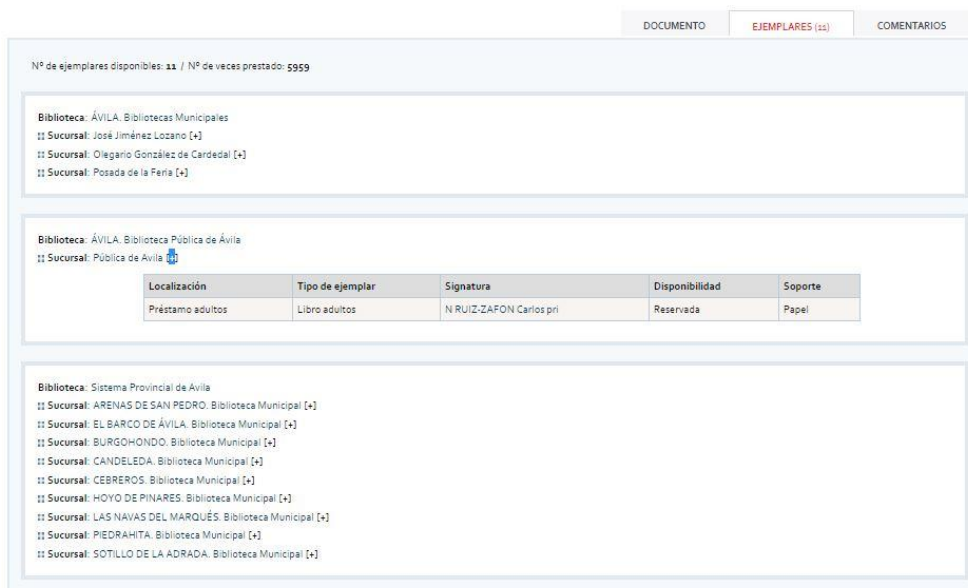 DOCUMENTO EJEMPLARES (11) COMENTARIOS
Nº de ejemplares disponibles: 11 / Nº de veces prestado: 5959
Biblioteca: ÁVILA. Bibliotecas Municipales
Sucursal: José Jiménez Lozano [+]
Sucursal: Olegario González de Cardedal [+]
Sucursal: Posada de la Feria [+]
Biblioteca: ÁVILA. Biblioteca Pública de Ávila
Sucursal: Pública de Avila [+]
Localización Tipo de ejemplar Signatura Disponibilidad Soporte
Préstamo adultos Libro adultos N RUIZ-ZAFON Carlos pri Reservada Papel
Biblioteca: Sistema Provincial de Avila
Sucursal: ARENAS DE SAN PEDRO. Biblioteca Municipal [+]
Sucursal: EL BARCO DE ÁVILA. Biblioteca Municipal [+]
Sucursal: BURGOHONDO. Biblioteca Municipal [+]
Sucursal: CANDELEDA. Biblioteca Municipal [+]
Sucursal: CEBREROS. Biblioteca Municipal [+]
Sucursal: HOYO DE PINARES. Biblioteca Municipal [+]
Sucursal: LAS NAVAS DEL MARQUÉS. Biblioteca Municipal [+]
Sucursal: PIEDRAHITA. Biblioteca Municipal [+]
Sucursal: SOTILLO DE LA ADRADA. Biblioteca Municipal [+]